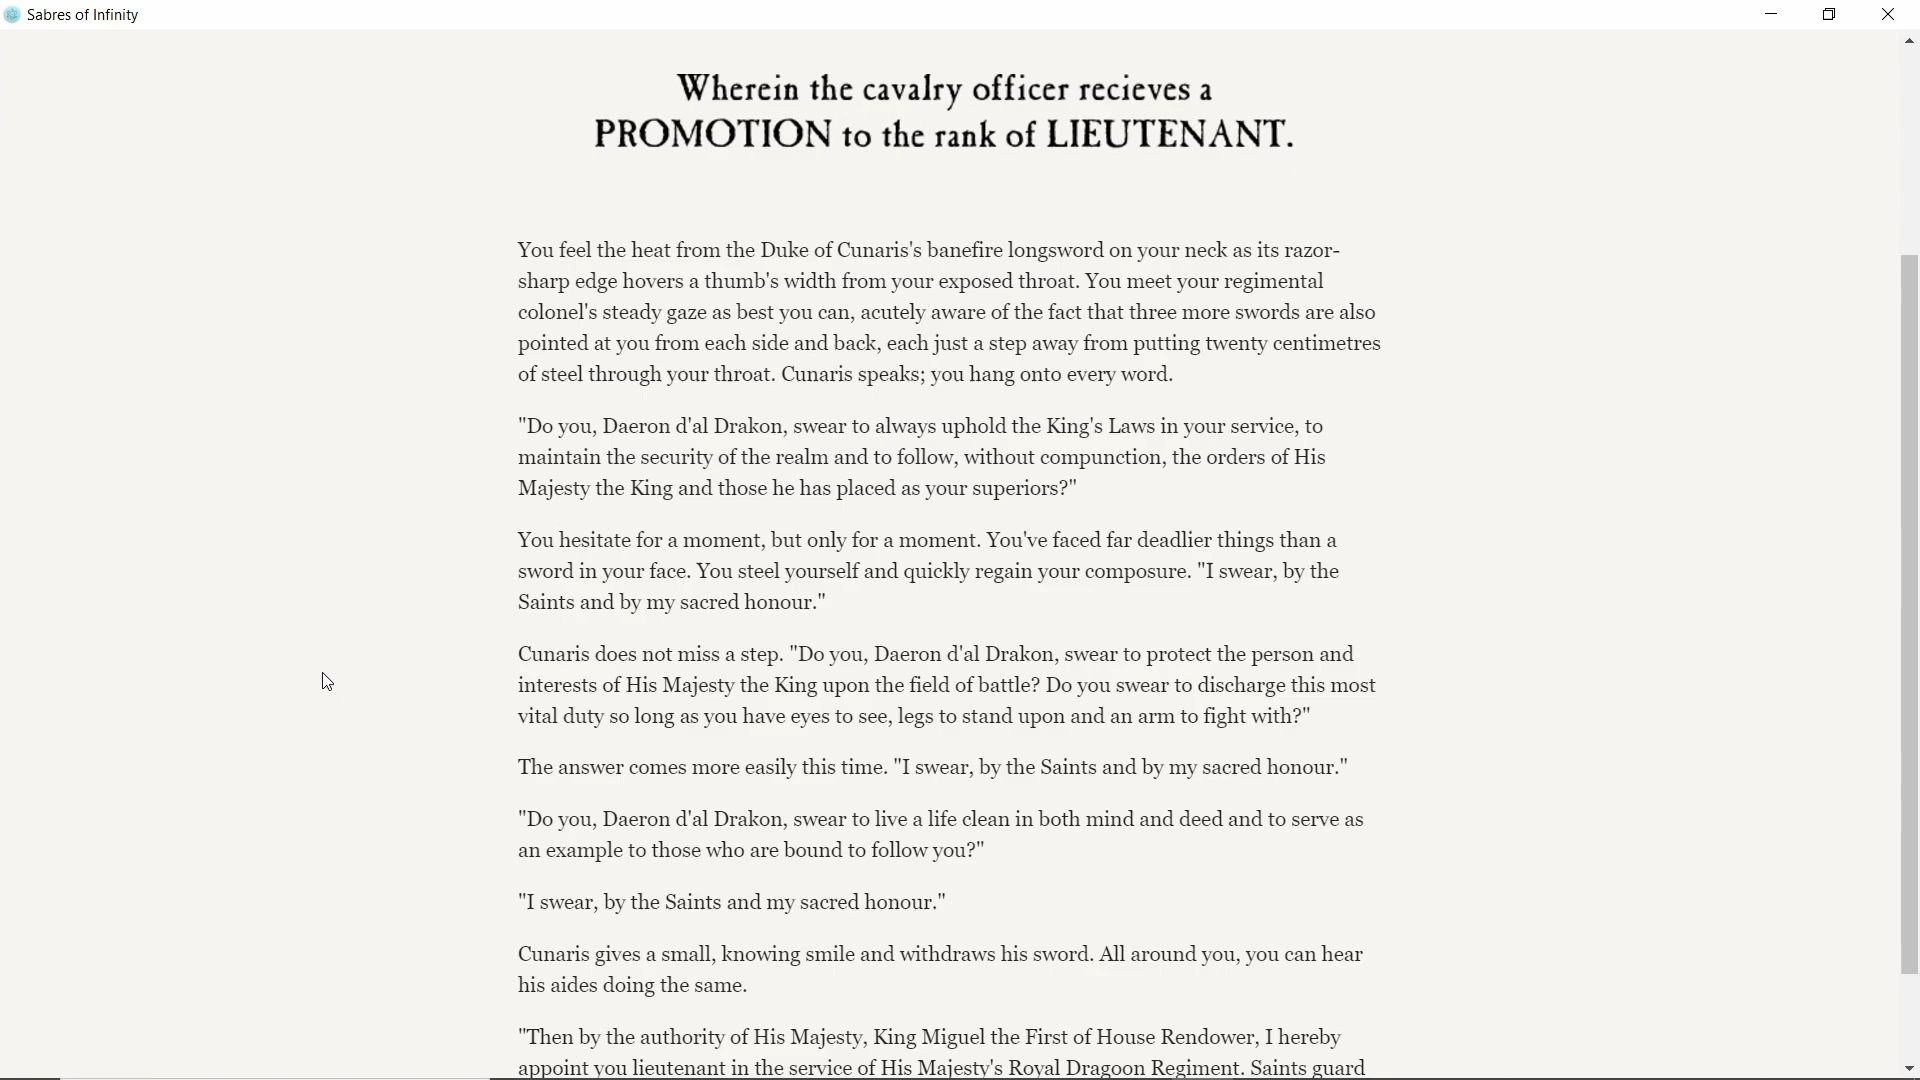 Sabres of Infinity
Wherein the cavalry officer recieves a
PROMOTION to the rank of LIEUTENANT.
You feel the heat from the Duke of Cunaris's banefire longsword on your neck as its razor-
sharp edge hovers a thumb's width from your exposed throat. You meet your regimental
colonel's steady gaze as best you can, acutely aware of the fact that three more swords are also
pointed at you from each side and back, each just a step away from putting twenty centimetres
of steel through your throat. Cunaris speaks; you hang onto every word.
"Do you, Daeron d'al Drakon, swear to always uphold the King's Laws in your service, to
maintain the security of the realm and to follow, without compunction, the orders of His
Majesty the King and those he has placed as your superiors?"
You hesitate for a moment, but only for a moment. You've faced far deadlier things than a
sword in your face. You steel yourself and quickly regain your composure. "I swear, by the
Saints and by my sacred honour."
Cunaris does not miss a step. "Do you, Daeron d'al Drakon, swear to protect the person and
interests of His Majesty the King upon the field of battle? Do you swear to discharge this most
vital duty so long as you have eyes to see, legs to stand upon and an arm to fight with?"
The answer comes more easily this time. "I swear, by the Saints and by my sacred honour."
"Do you, Daeron d'al Drakon, swear to live a life clean in both mind and deed and to serve as
an example to those who are bound to follow you?"
"I swear, by the Saints and my sacred honour."
Cunaris gives a small, knowing smile and withdraws his sword. All around you, you can hear
his aides doing the same.
"Then by the authority of His Majesty, King Miguel the First of House Rendower, I hereby
appoint you lieutenant in the service of His Majesty's Royal Dragoon Regiment. Saints guard